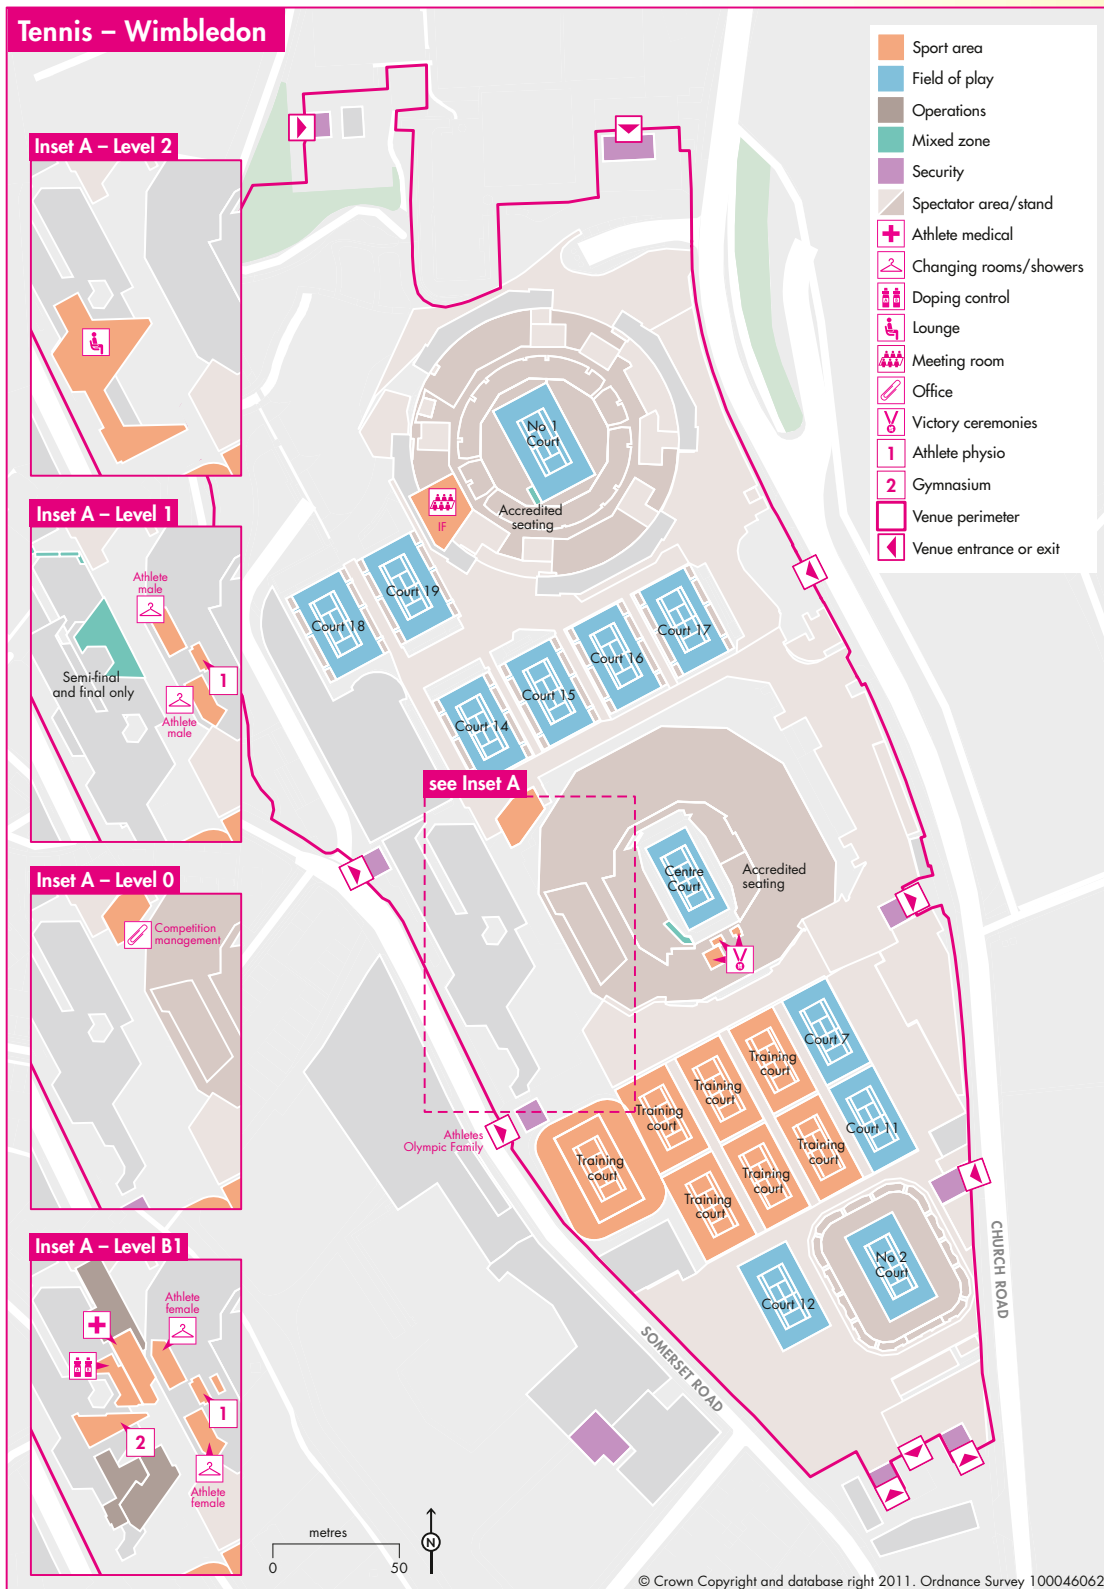 Tennis – Wimbledon
Sport area
Field of play
Operations
Mixed zone
Security
Spectator area/stand
Athlete medical
Changing rooms/showers
Doping control
Lounge
Meeting room
Office
Victory ceremonies
1 Athlete physio
2 Gymnasium
Venue perimeter
Venue entrance or exit
Inset A – Level 2
Inset A – Level 1
Athlete
male
1
Semi-final
and final only
Athlete
male
Inset A – Level 0
Competition
management
Inset A – Level B1
Athlete
female
1
2
Athlete
female
No 1
Court
Accredited
seating
IF
Court 19
Court 18
Court 17
Court 16
Court 15
Court 14
see Inset A
Centre
Court
Accredited
seating
Court 7
Training
court
Training
court
Training
court
Court 11
Training
court
Training
court
Training
court
Training
court
Athletes
Olympic Family
No 2
Court
Court 12
CHURCH ROAD
SOMERSET ROAD
metres
0 50
N
© Crown Copyright and database right 2011. Ordnance Survey 100046062